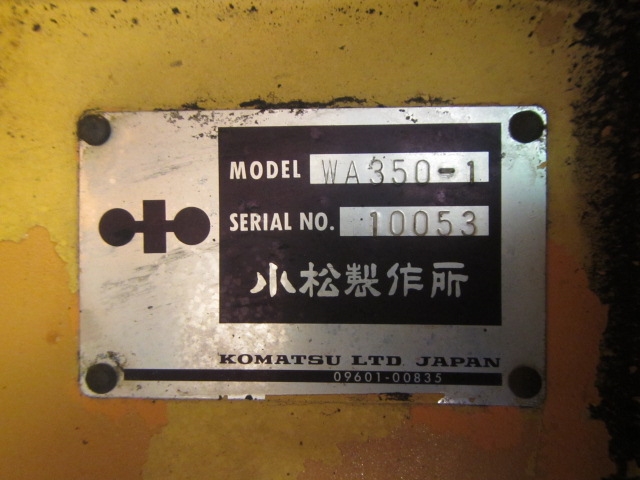 MODEL WA350-1
SERIAL NO. 10053
小松製作所
KOMATSU LTD JAPAN
09601-00835